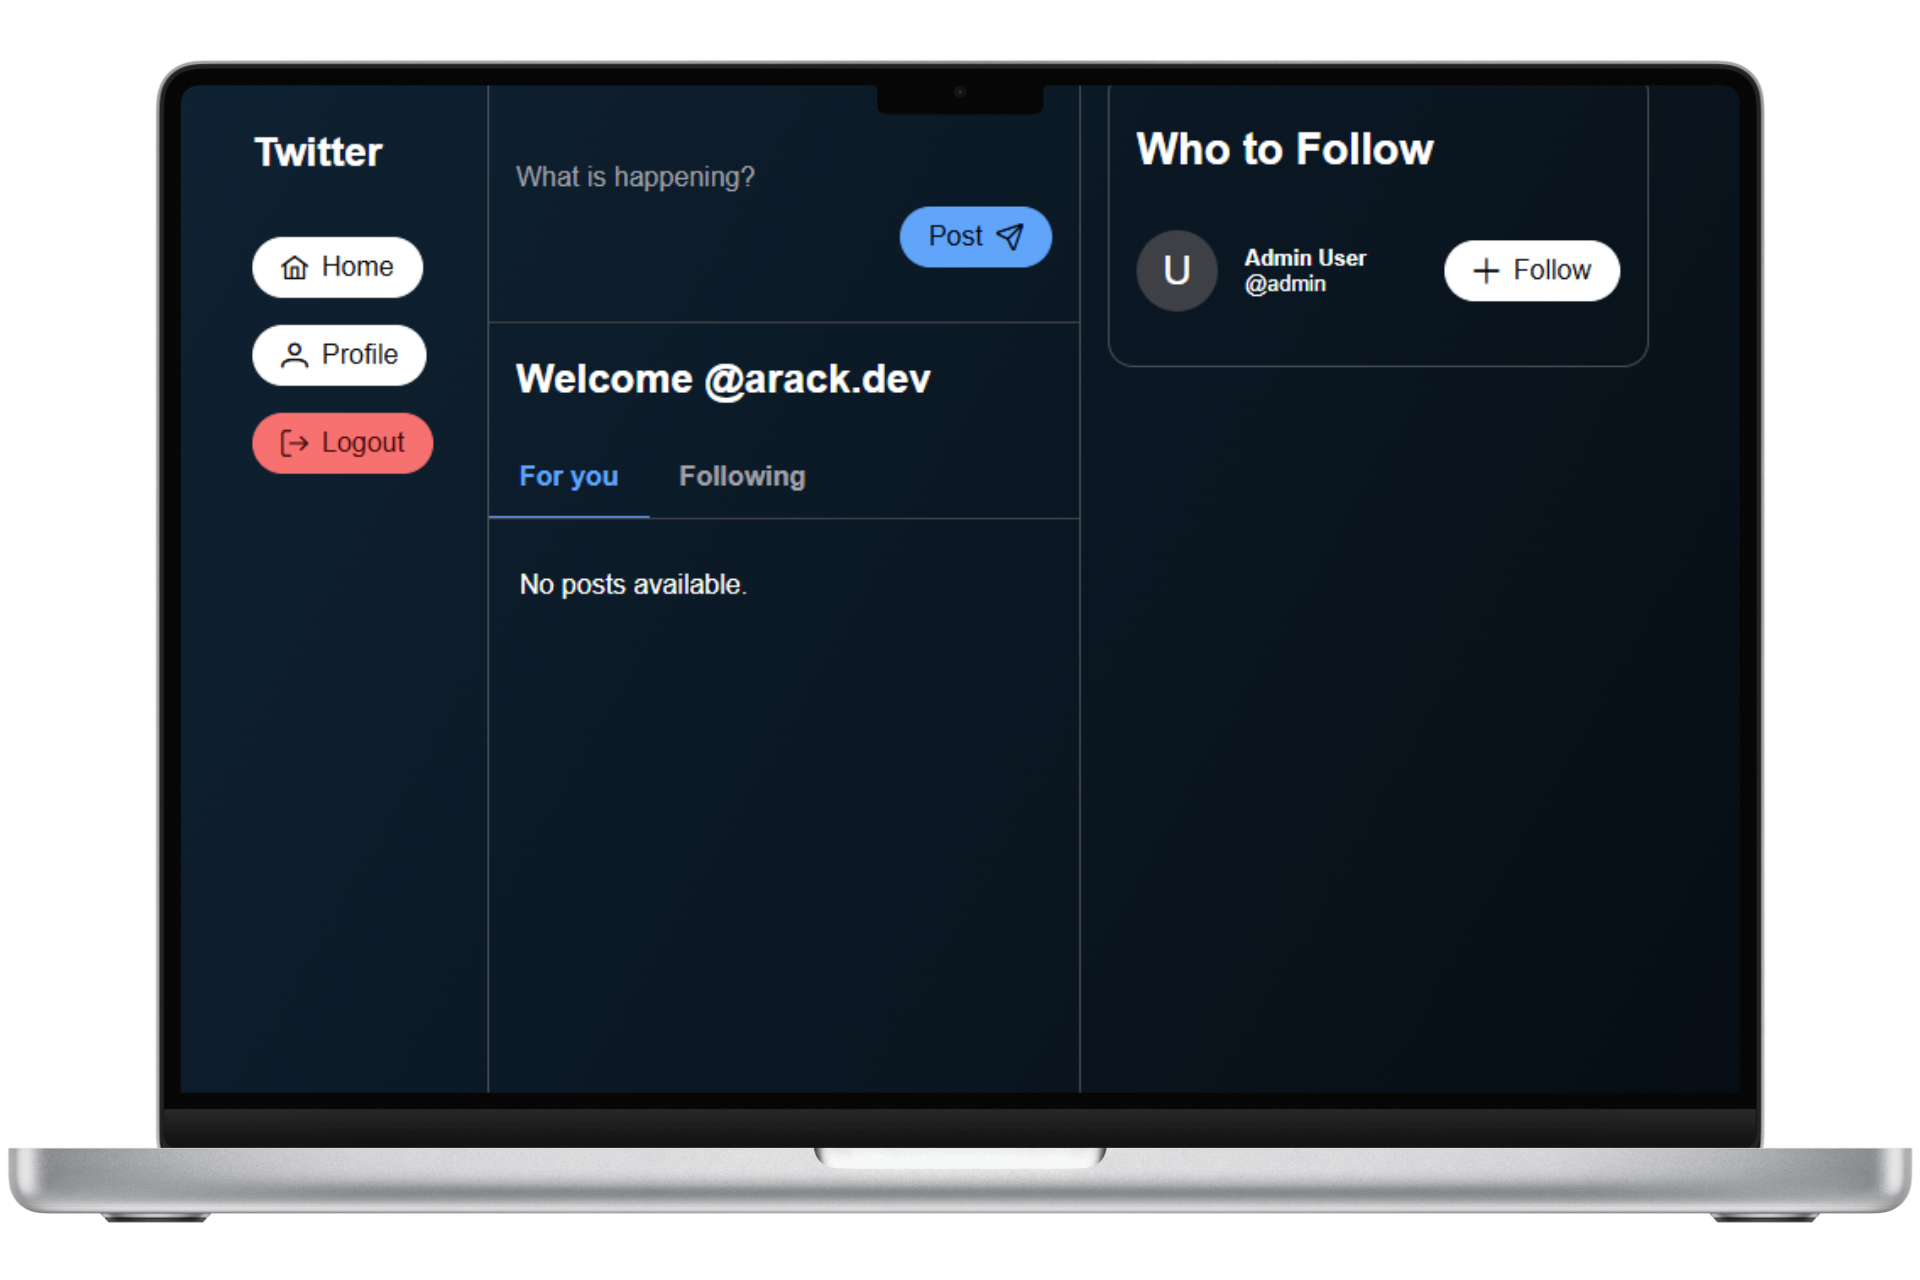 Twitter
Home
Profile
Logout
What is happening?
Post
Welcome @arack.dev
For you
Following
No posts available.
Who to Follow
U
Admin User
@admin
Follow